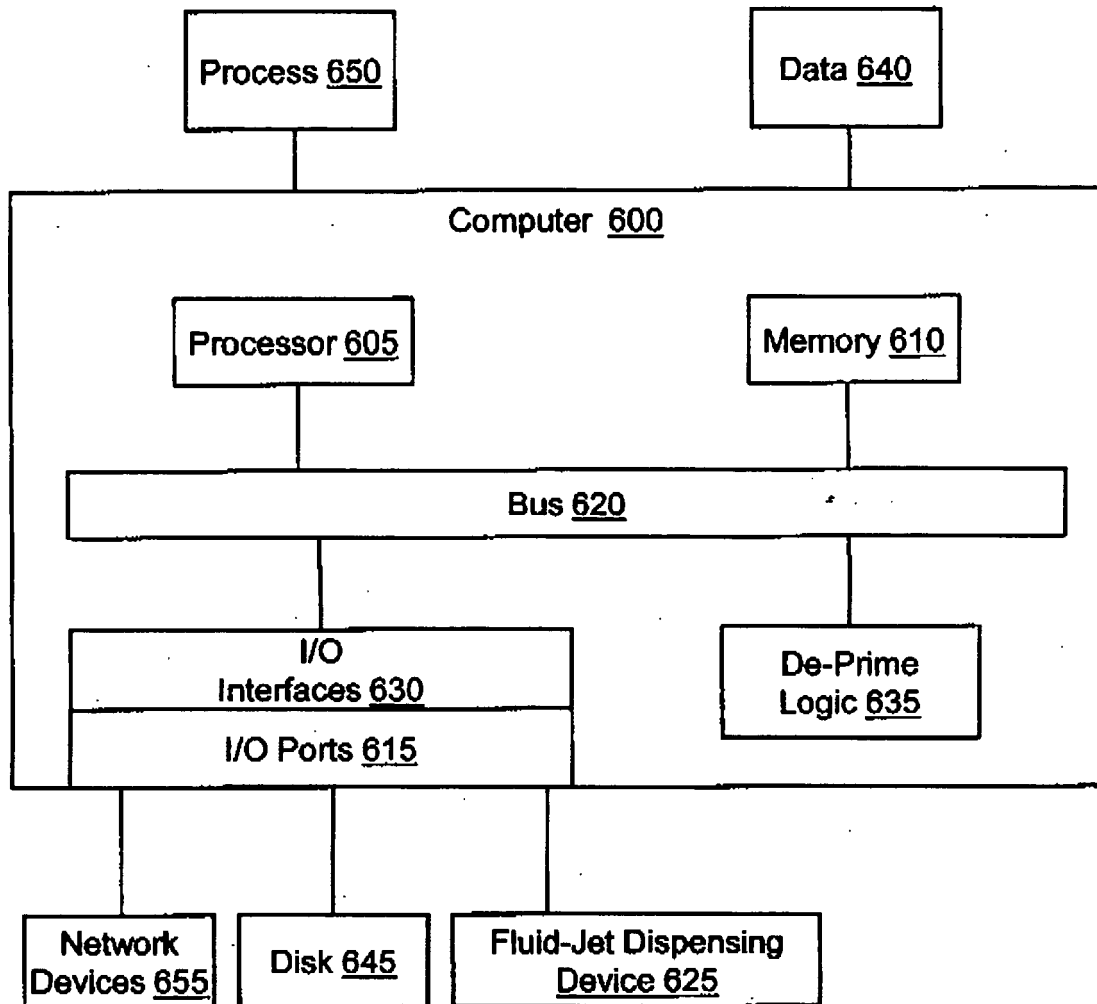 Process 650
Data 640
Computer 600
Processor 605
Memory 610
Bus 620
I/O
Interfaces 630
De-Prime
Logic 635
I/O Ports 615
Network
Devices 655
Disk 645
Fluid-Jet Dispensing
Device 625